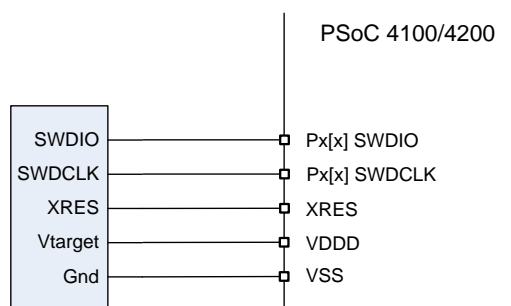 PSoC 4100/4200
SWDIO Px[x] SWDIO
SWDCLK Px[x] SWDCLK
XRES XRES
Vtarget VDDD
Gnd VSS